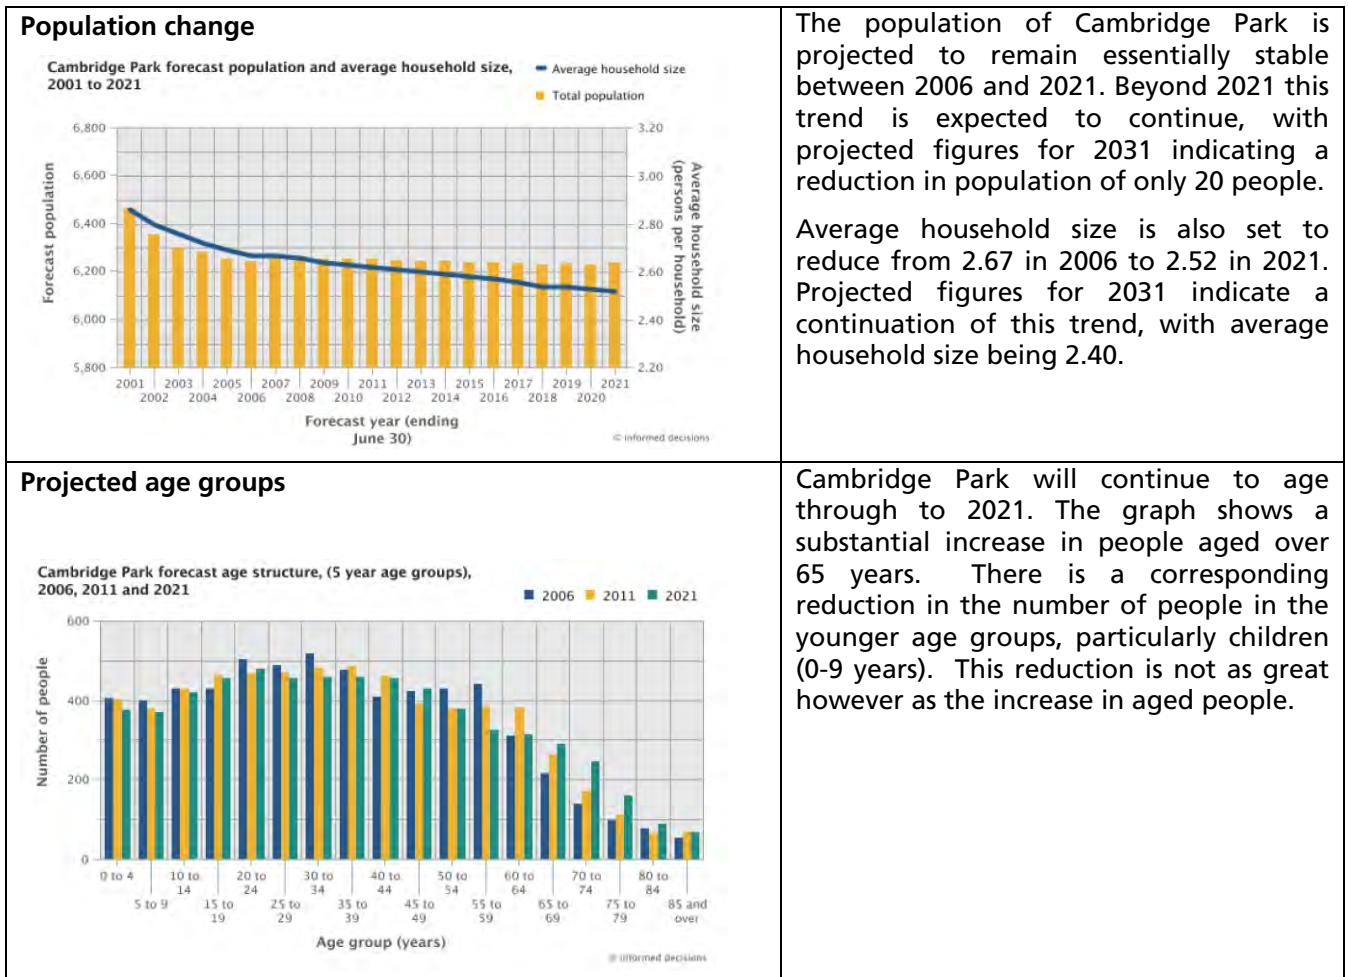 Population change
Cambridge Park forecast population and average household size,
2001 to 2021
Average household size
Total population
6,800
6,600
6,400
6,200
6,000
5,800
Forecast population
3.20
3.00
2.80
2.60
2.40
2.20
Average household size
(persons per household)
2001 2003 2005 2007 2009 2011 2013 2015 2017 2019 2021
2002 2004 2006 2008 2010 2012 2014 2016 2018 2020
Forecast year (ending
June 30)
© informed decisions
The population of Cambridge Park is
projected to remain essentially stable
between 2006 and 2021. Beyond 2021 this
trend is expected to continue, with
projected figures for 2031 indicating a
reduction in population of only 20 people.
Average household size is also set to
reduce from 2.67 in 2006 to 2.52 in 2021.
Projected figures for 2031 indicate a
continuation of this trend, with average
household size being 2.40.
Projected age groups
Cambridge Park forecast age structure, (5 year age groups),
2006, 2011 and 2021
2006 2011 2021
600
400
200
0
Number of people
0 to 4 10 to 20 to 30 to 40 to 50 to 60 to 70 to 80 to
14 24 34 44 54 64 74 84
5 to 9 15 to 25 to 35 to 45 to 55 to 65 to 75 to 85 and
19 29 39 49 59 69 79 over
Age group (years)
© informed decisions
Cambridge Park will continue to age
through to 2021. The graph shows a
substantial increase in people aged over
65 years. There is a corresponding
reduction in the number of people in the
younger age groups, particularly children
(0-9 years). This reduction is not as great
however as the increase in aged people.